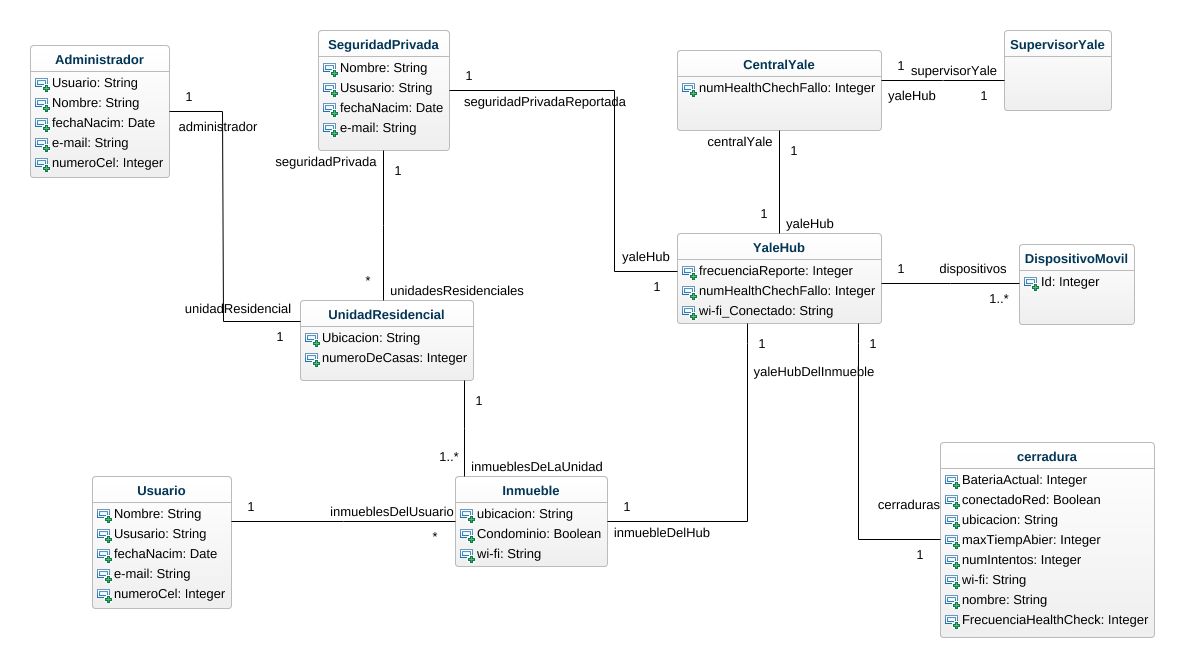 Administrador
Usuario: String
Nombre: String
fechaNacim: Date
e-mail: String
numeroCel: Integer
1
administrador
SeguridadPrivada
Nombre: String
Ususario: String
fechaNacim: Date
e-mail: String
1
seguridadPrivadaReportada
seguridadPrivada
1
CentralYale
numHealthChechFallo: Integer
1
supervisorYale
yaleHub
1
SupervisorYale
centralYale
1
1
yaleHub
yaleHub
1
YaleHub
frecuenciaReporte: Integer
numHealthChechFallo: Integer
wi-fi_Conectado: String
1
dispositivos
1..*
DispositivoMovil
Id: Integer
*
unidadesResidenciales
unidadResidencial
1
UnidadResidencial
Ubicacion: String
numeroDeCasas: Integer
1
yaleHubDelInmueble
1
1
1..*
inmueblesDeLaUnidad
Usuario
Nombre: String
Ususario: String
fechaNacim: Date
e-mail: String
numeroCel: Integer
1
inmueblesDelUsuario
*
Inmueble
ubicacion: String
Condominio: Boolean
wi-fi: String
1
inmuebleDelHub
cerraduras
1
cerradura
BateriaActual: Integer
conectadoRed: Boolean
ubicacion: String
maxTiempAbier: Integer
numIntentos: Integer
wi-fi: String
nombre: String
FrecuenciaHealthCheck: Integer